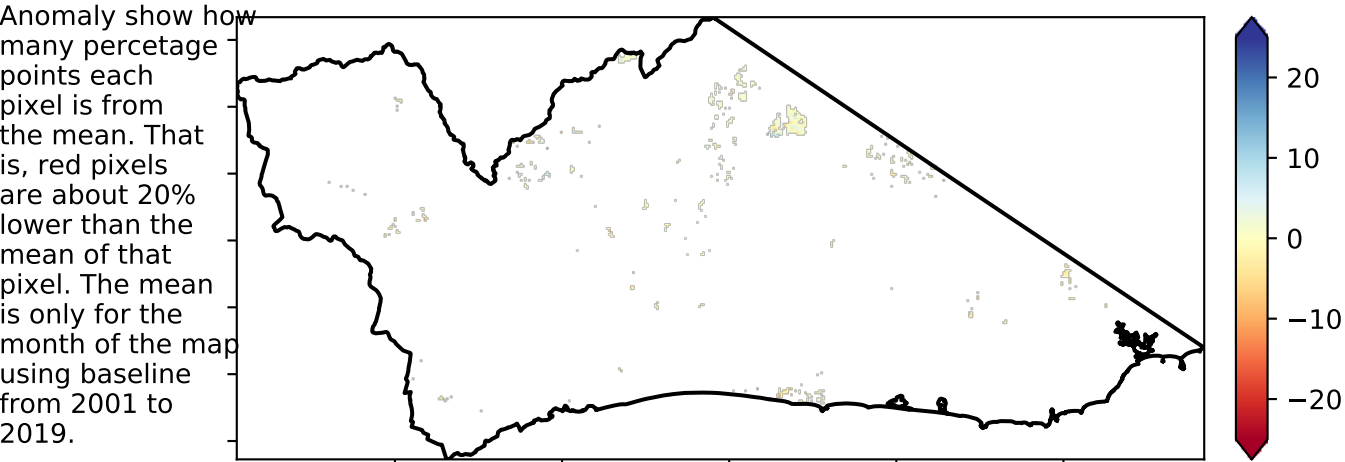 Anomaly show how
many percetage
points each
pixel is from
the mean. That
is, red pixels
are about 20%
lower than the
mean of that
pixel. The mean
is only for the
month of the map
using baseline
from 2001 to
2019.
20
10
0
−10
−20